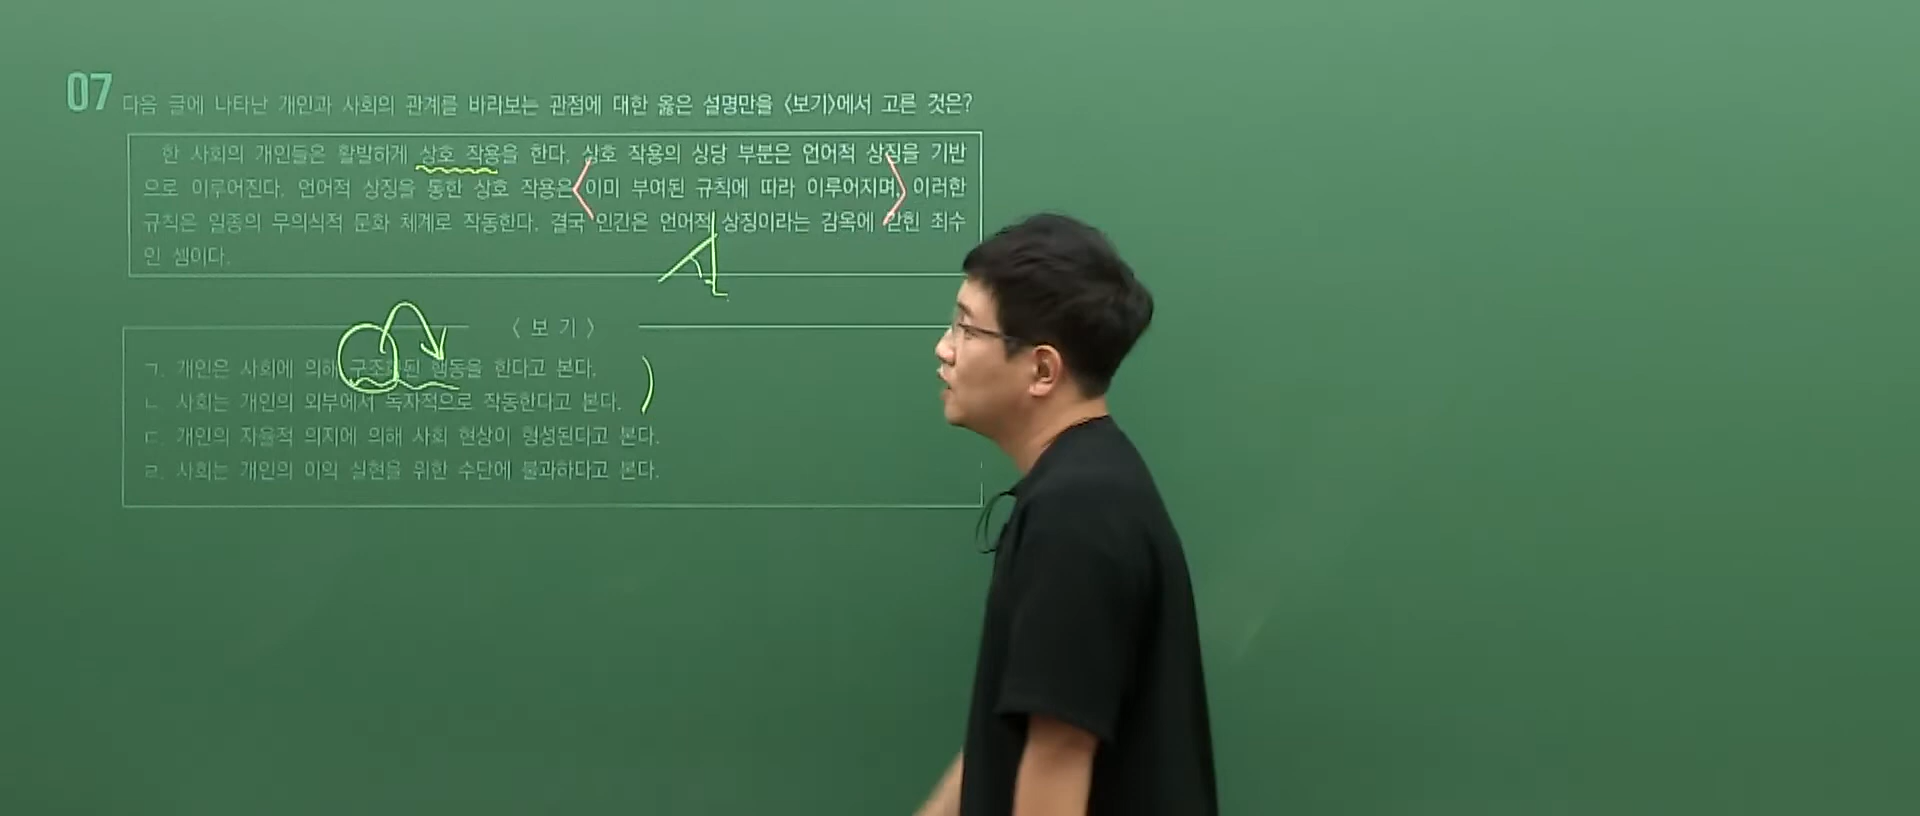 07 다음 글에 나타난 개인과 사회의 관계를 바라보는 관점에 대한 옳은 설명만을 〈보기〉에서 고른 것은?
한 사회의 개인들은 활발하게 상호 작용을 한다. 상호 작용의 상당 부분은 언어적 상징을 기반
으로 이루어진다. 언어적 상징을 통한 상호 작용은 이미 부여된 규칙에 따라 이루어지며, 이러한
규칙은 일종의 무의식적 문화 체계로 작동한다. 결국 인간은 언어적 상징이라는 감옥에 갇힌 죄수
인 셈이다.
〈보 기〉
ㄱ. 개인은 사회에 의해 구조화된 행동을 한다고 본다.
ㄴ. 사회는 개인의 외부에서 독자적으로 작동한다고 본다.
ㄷ. 개인의 자율적 의지에 의해 사회 현상이 형성된다고 본다.
ㄹ. 사회는 개인의 이익 실현을 위한 수단에 불과하다고 본다.